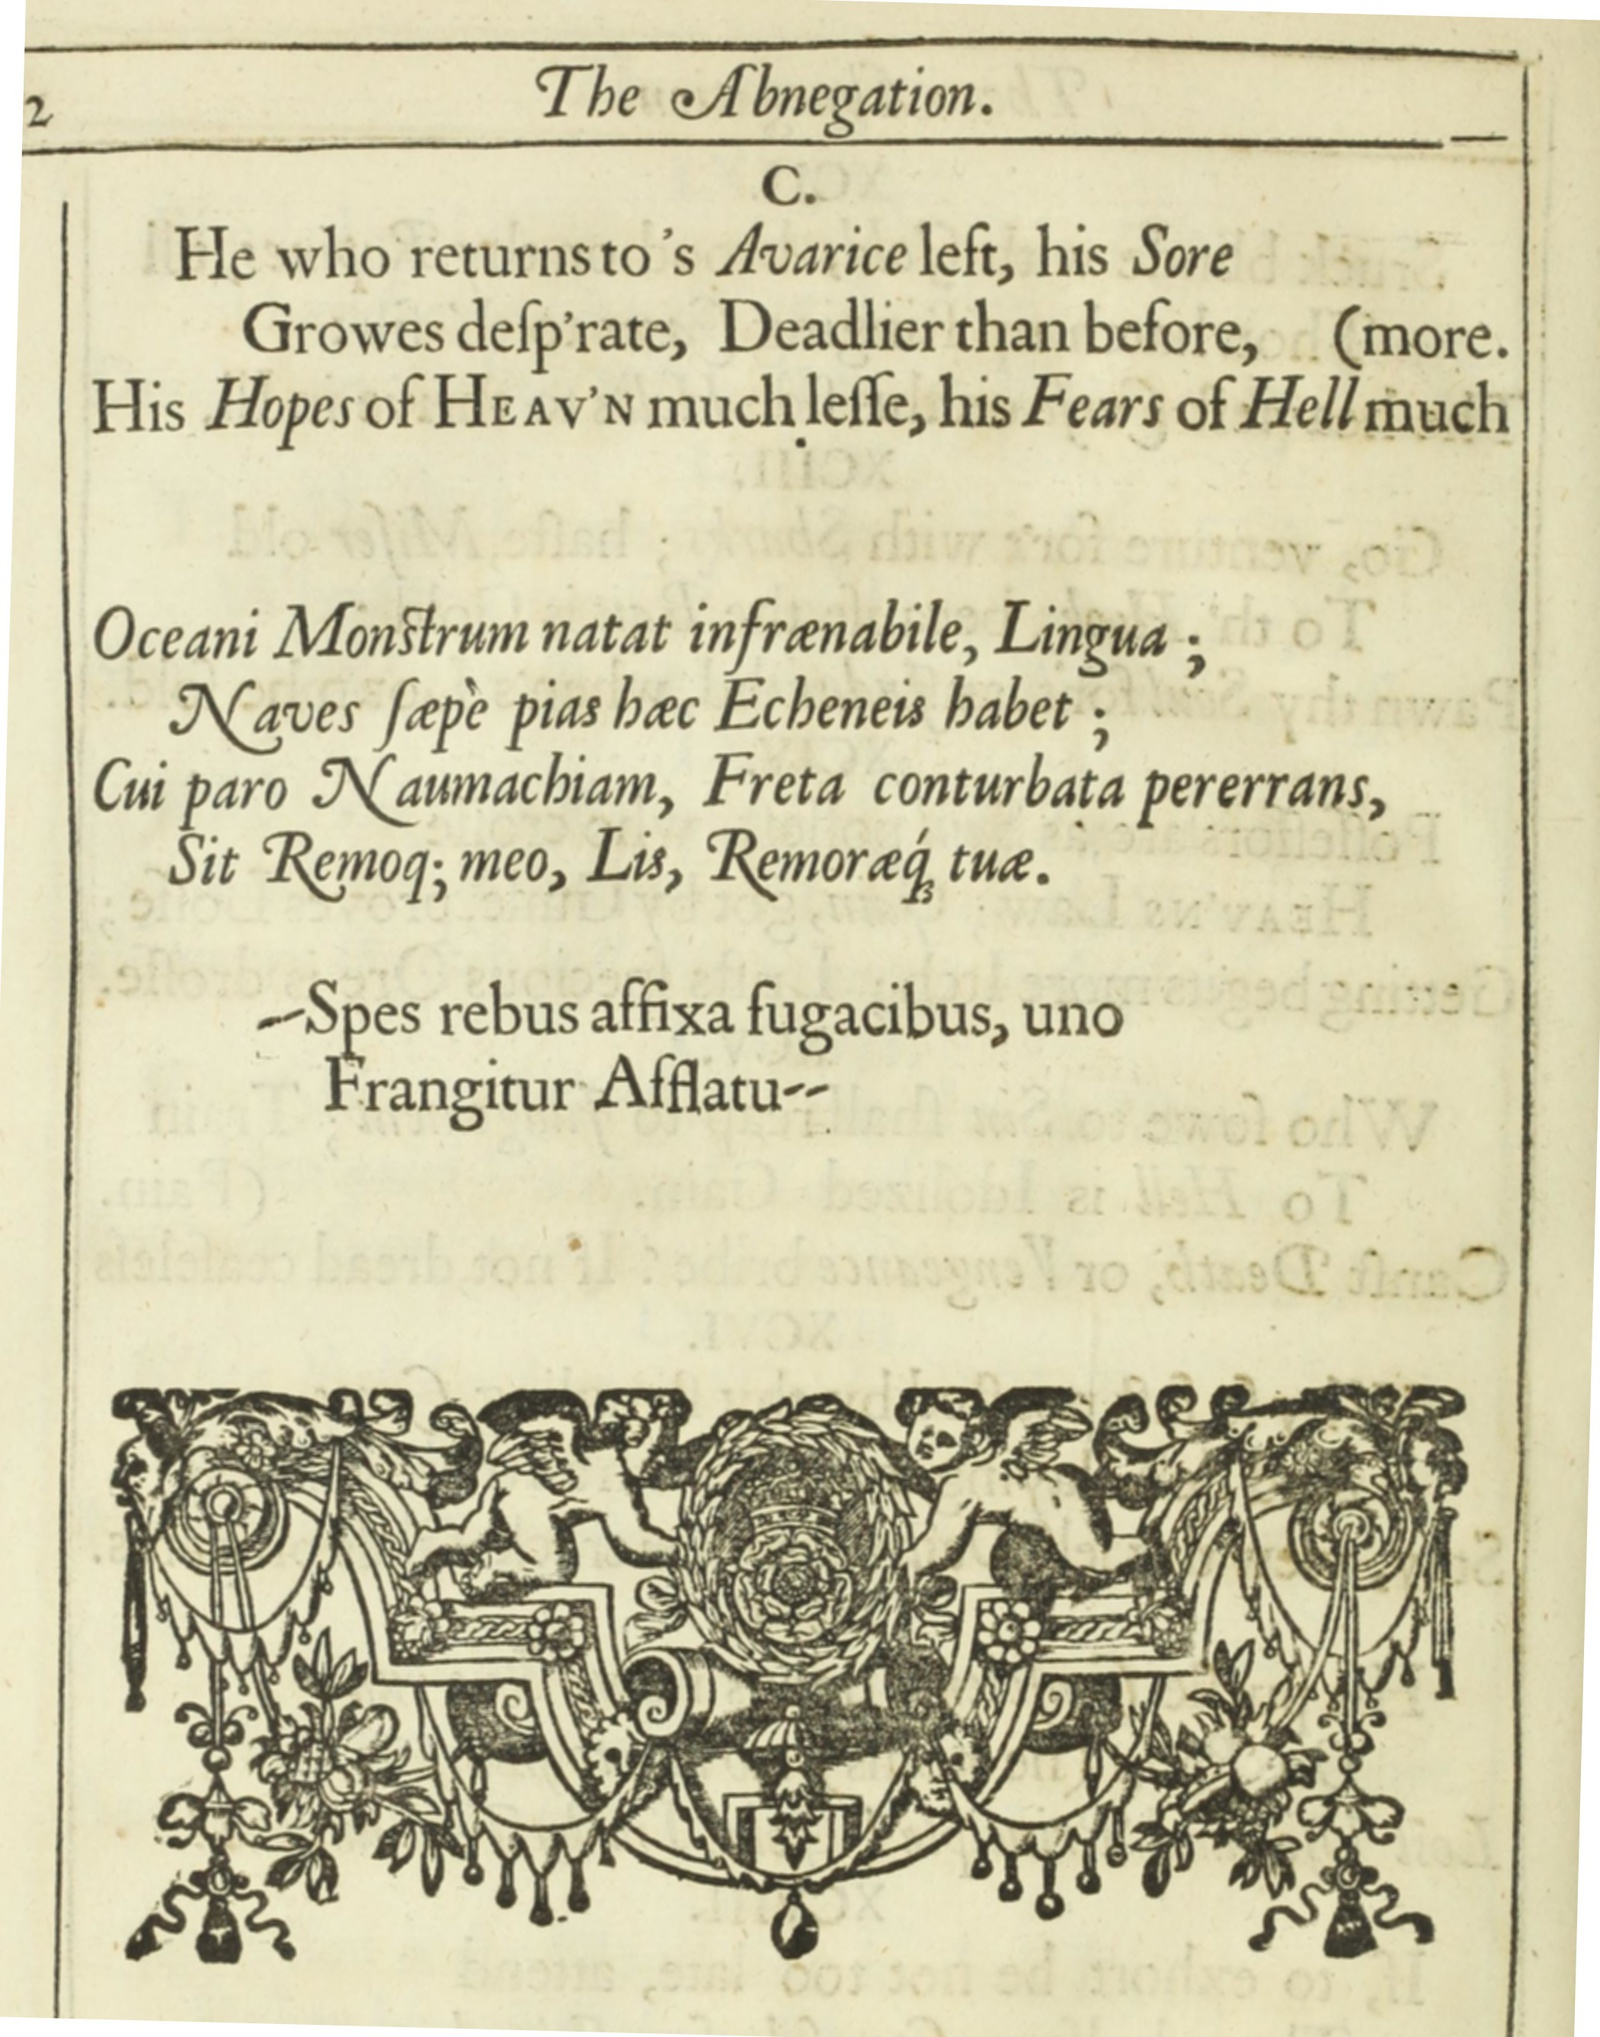 2
The Abnegation.
C.
He who returns to 's Avarice left, his Sore
Growes deſp'rate, Deadlier than before, (more.
His Hopes of HEAV'N much leſſe, his Fears of Hell much
Oceani Monſtrum natat infrænabile, Lingua ;
Naves ſæpè pias hæc Echeneis habet ;
Cui paro Naumachiam, Freta conturbata pererrans,
Sit Remoq; meo, Lis, Remoræq́ꝫ tuæ.
—Spes rebus affixa fugacibus, uno
Frangitur Afflatu--